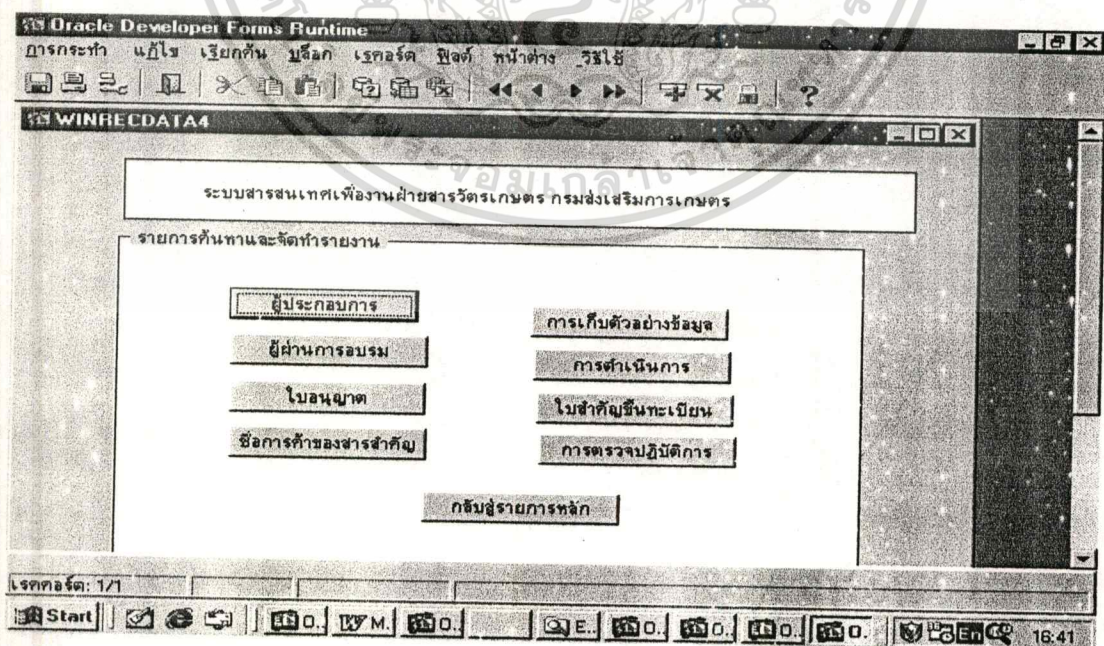 Oracle Developer Forms Runtime
การกระทำ แก้ไข เรียกค้น บล็อก เรคอร์ด ฟิลด์ หน้าต่าง วิธีใช้
WINRECDATA4
ระบบสารสนเทศเพื่องานฝ่ายสารวัตรเกษตร กรมส่งเสริมการเกษตร
รายการค้นหาและจัดทำรายงาน
ผู้ประกอบการ
ผู้ผ่านการอบรม
ใบอนุญาต
ชื่อการค้าของสารสำคัญ
การเก็บตัวอย่างข้อมูล
การดำเนินการ
ใบสำคัญขึ้นทะเบียน
การตรวจปฏิบัติการ
กลับสู่รายการหลัก
เรคคอร์ด: 1/1
Start O.. M.. O.. E.. O.. O.. O.. O.. En 16:41